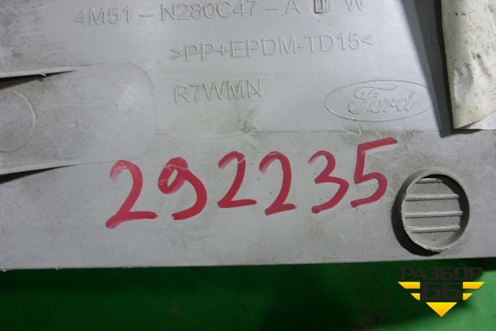 4M51-N280C47-A W
>PP+EPDM-TD15<
R7WMN
Ford
292235
РАЗБОР
66